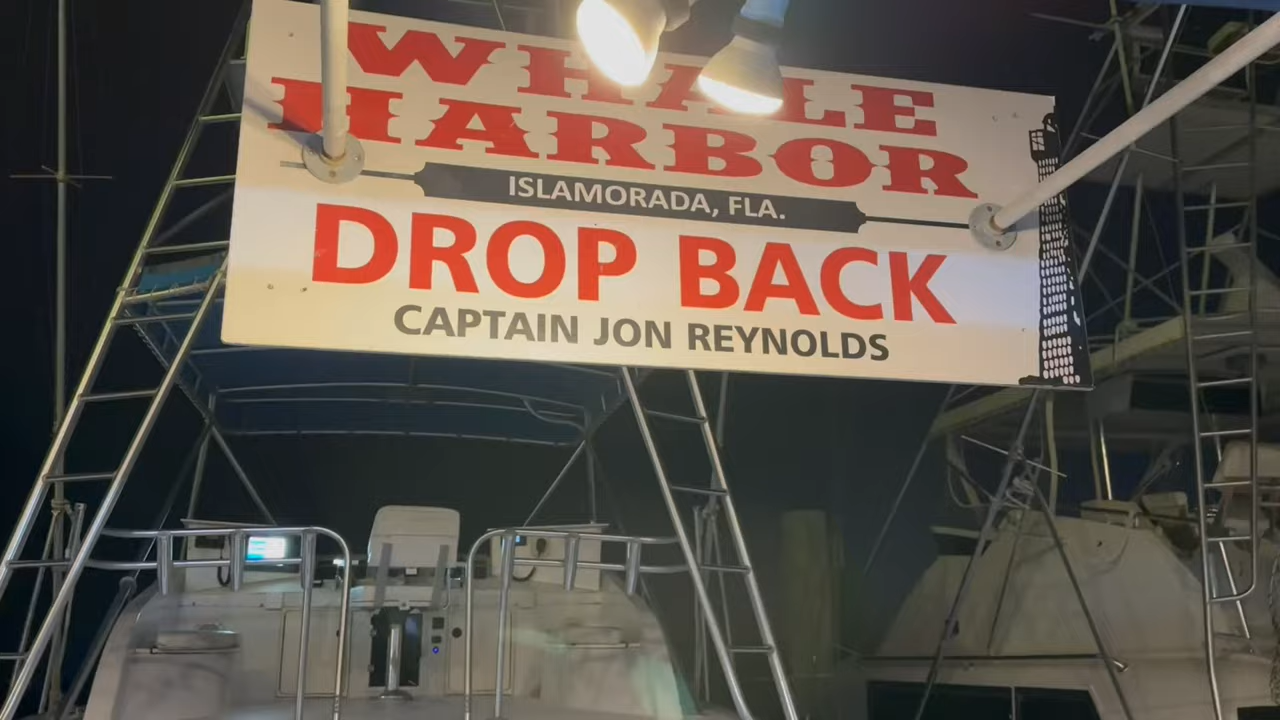 WHALE
HARBOR
ISLAMORADA, FLA.
DROP BACK
CAPTAIN JON REYNOLDS